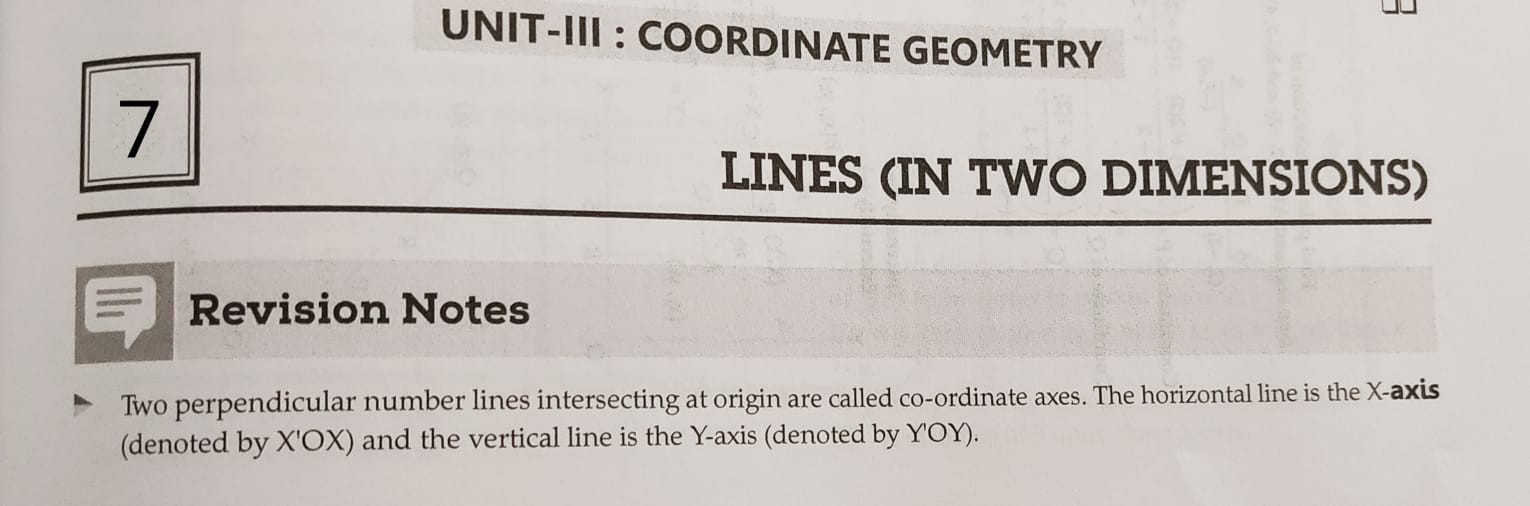 UNIT-III : COORDINATE GEOMETRY
7
LINES (IN TWO DIMENSIONS)
Revision Notes
Two perpendicular number lines intersecting at origin are called co-ordinate axes. The horizontal line is the X-axis
(denoted by X'OX) and the vertical line is the Y-axis (denoted by Y'OY).